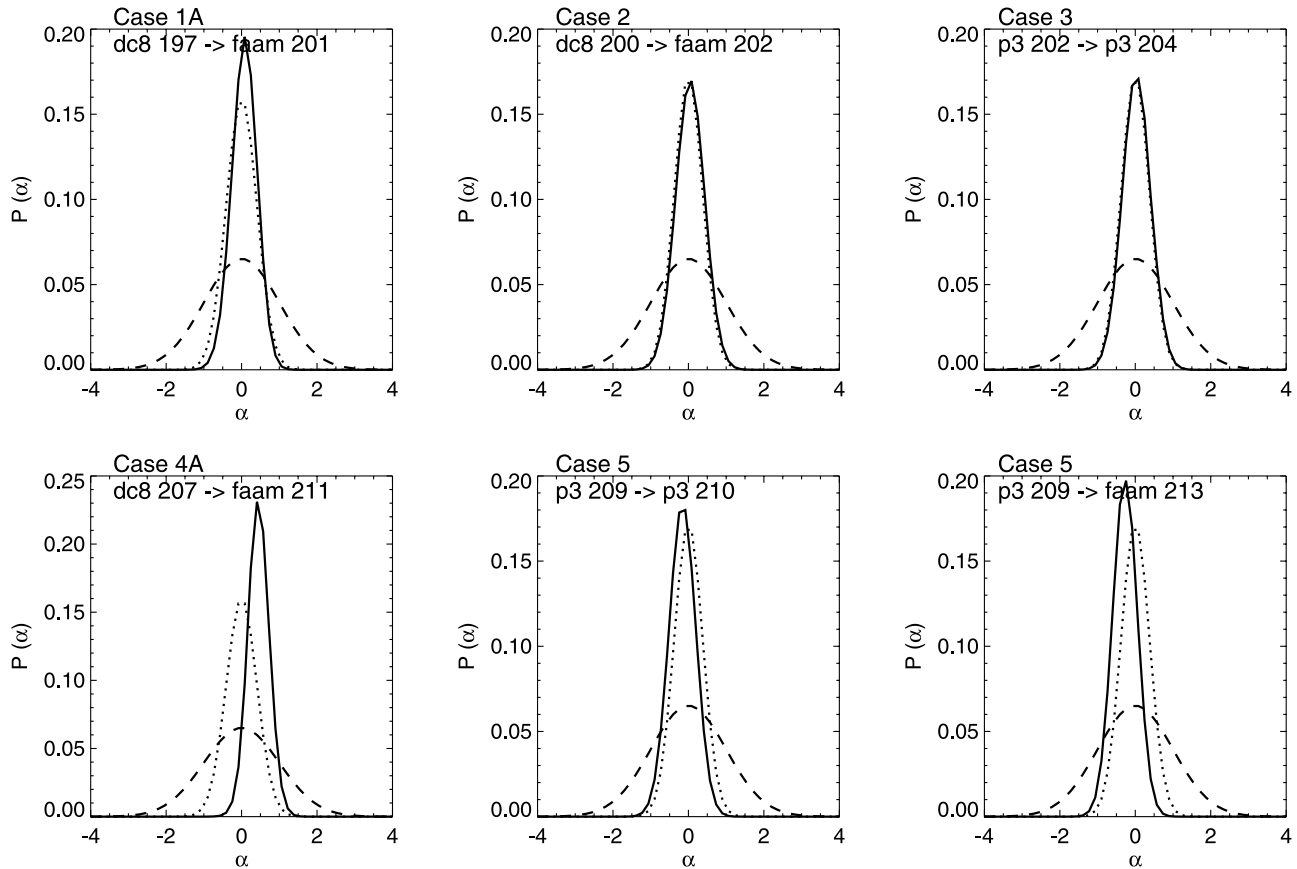 Case 1A
dc8 197 -> faam 201
0.20
0.15
0.10
0.05
0.00
P (α)
-4 -2 0 2 4
α
Case 2
dc8 200 -> faam 202
0.20
0.15
0.10
0.05
0.00
P (α)
-4 -2 0 2 4
α
Case 3
p3 202 -> p3 204
0.20
0.15
0.10
0.05
0.00
P (α)
-4 -2 0 2 4
α
Case 4A
dc8 207 -> faam 211
0.25
0.20
0.15
0.10
0.05
0.00
P (α)
-4 -2 0 2 4
α
Case 5
p3 209 -> p3 210
0.20
0.15
0.10
0.05
0.00
P (α)
-4 -2 0 2 4
α
Case 5
p3 209 -> faam 213
0.20
0.15
0.10
0.05
0.00
P (α)
-4 -2 0 2 4
α